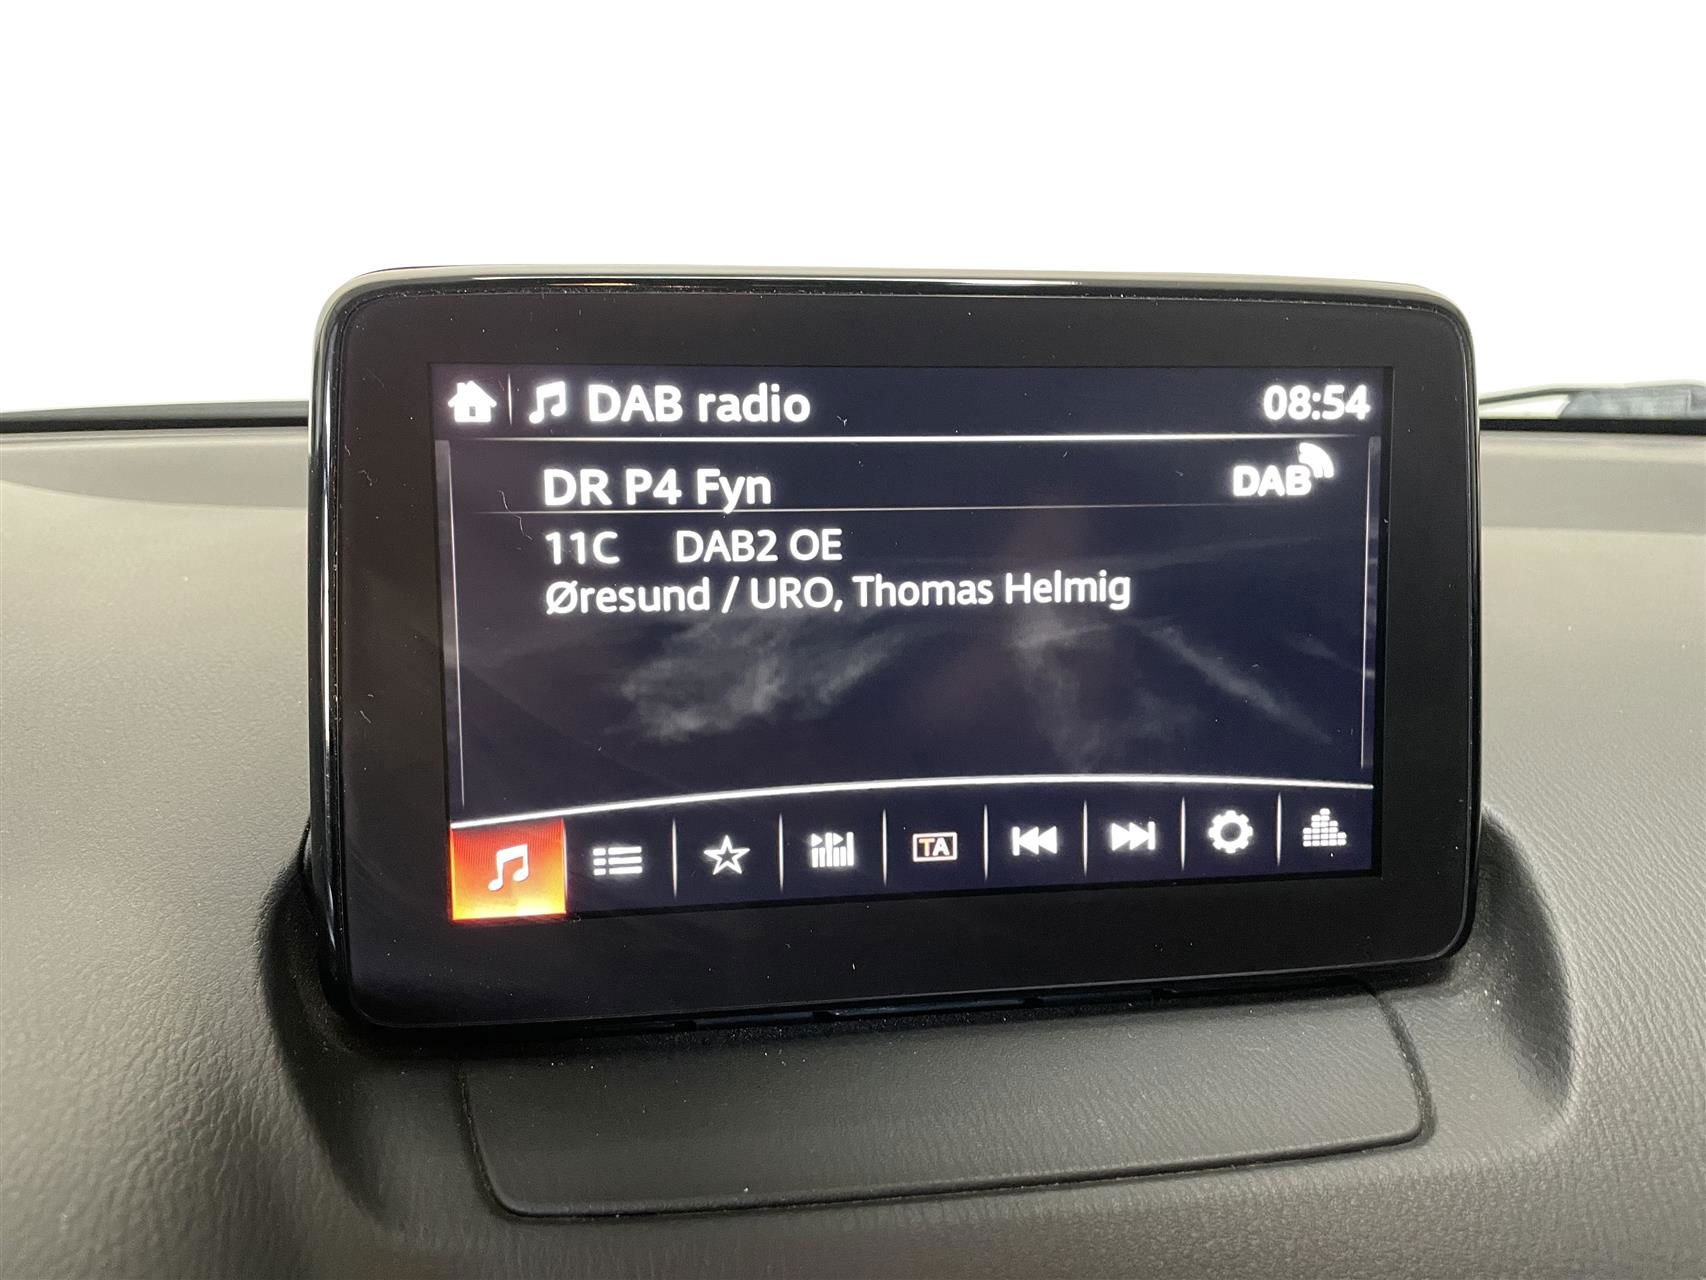 DAB radio 08:54
DR P4 Fyn DAB
11C DAB2 OE
Øresund / URO, Thomas Helmig
TA